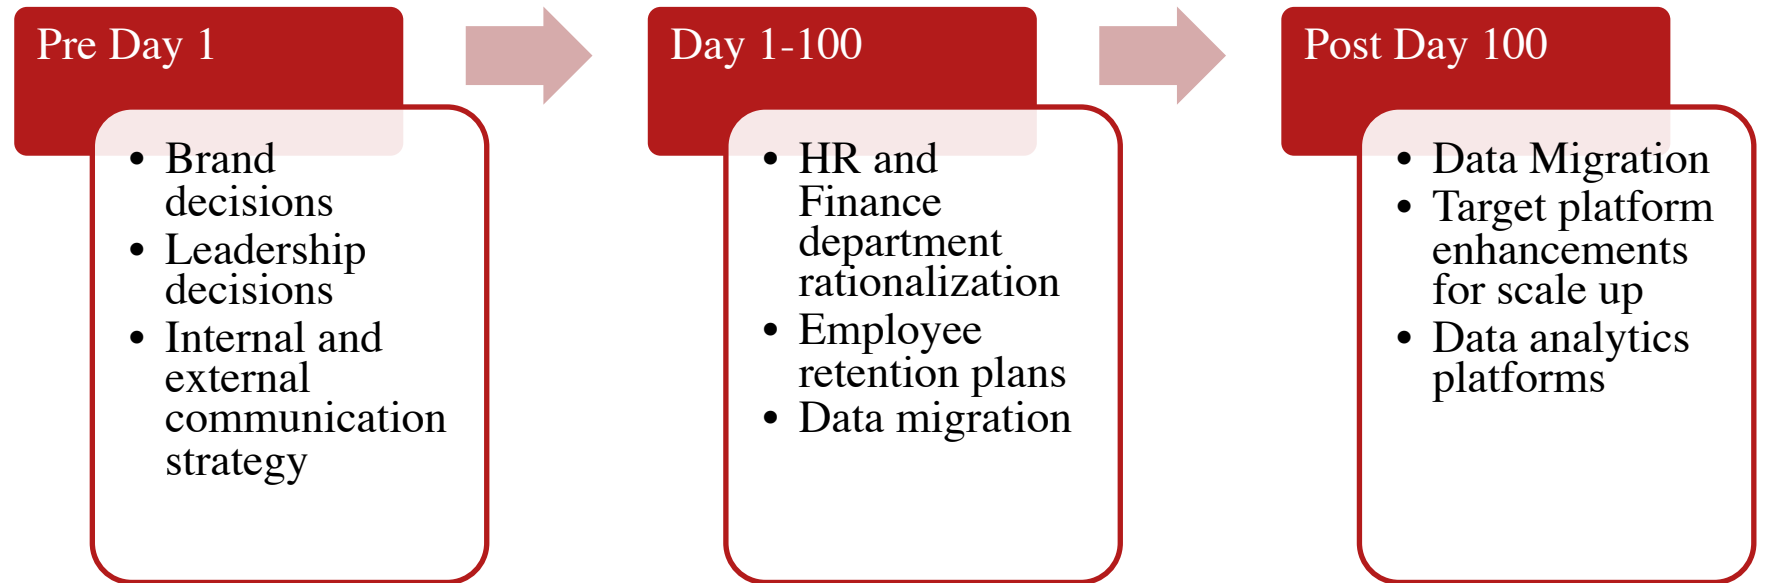 Pre Day 1
• Brand
decisions
• Leadership
decisions
• Internal and
external
communication
strategy
Day 1-100
• HR and
Finance
department
rationalization
• Employee
retention plans
• Data migration
Post Day 100
• Data Migration
• Target platform
enhancements
for scale up
• Data analytics
platforms